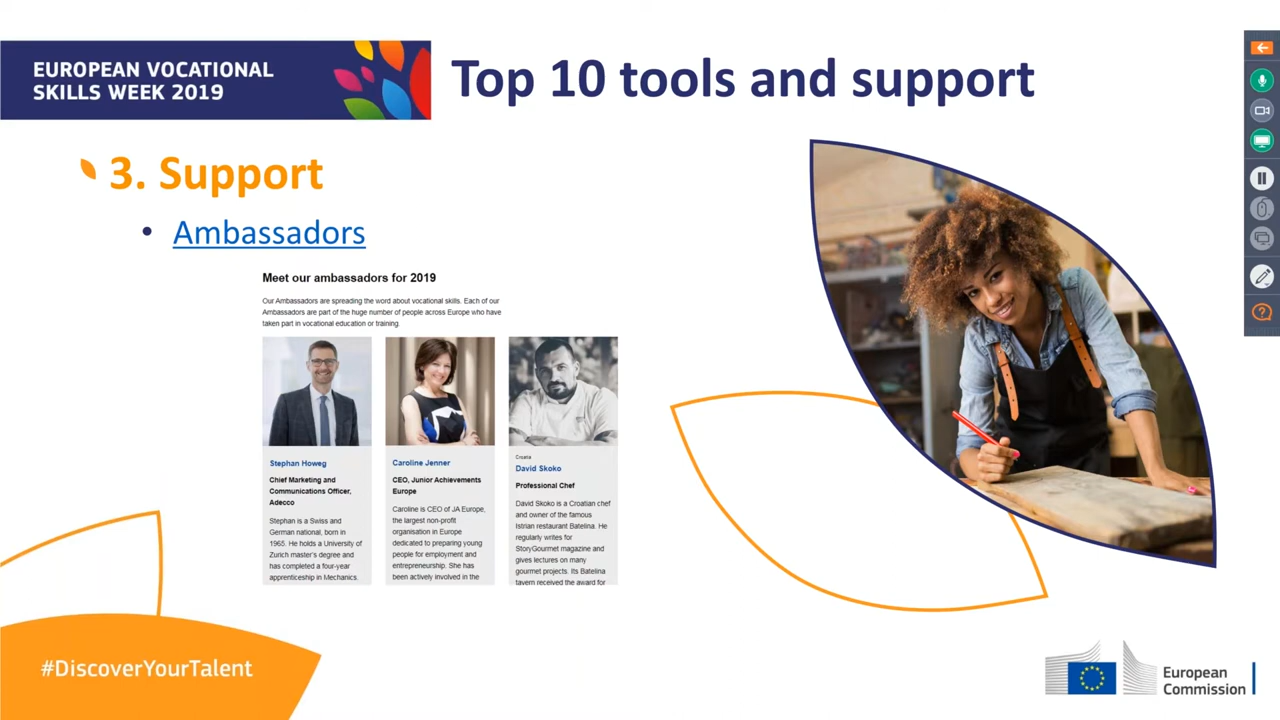 EUROPEAN VOCATIONAL
SKILLS WEEK 2019
Top 10 tools and support
3. Support
• Ambassadors
Meet our ambassadors for 2019
Our Ambassadors are spreading the word about vocational skills. Each of our
Ambassadors are part of the huge number of people across Europe who have
taken part in vocational education or training.
Stephan Howeg
Chief Marketing and
Communications Officer,
Adecco
Stephan is a Swiss and
German national, born in
1965. He holds a University of
Zurich master's degree and
has completed a four-year
apprenticeship in Mechanics.
Caroline Jenner
CEO, Junior Achievements
Europe
Caroline is CEO of JA Europe,
the largest non-profit
organisation in Europe
dedicated to preparing young
people for employment and
entrepreneurship. She has
been actively involved in the
Croatia
David Skoko
Professional Chef
David Skoko is a Croatian chef
and owner of the famous
Istrian restaurant Batelina. He
regularly writes for
StoryGourmet magazine and
gives lectures on many
gourmet projects. Its Batelina
tavern received the award for
#DiscoverYourTalent
European
Commission